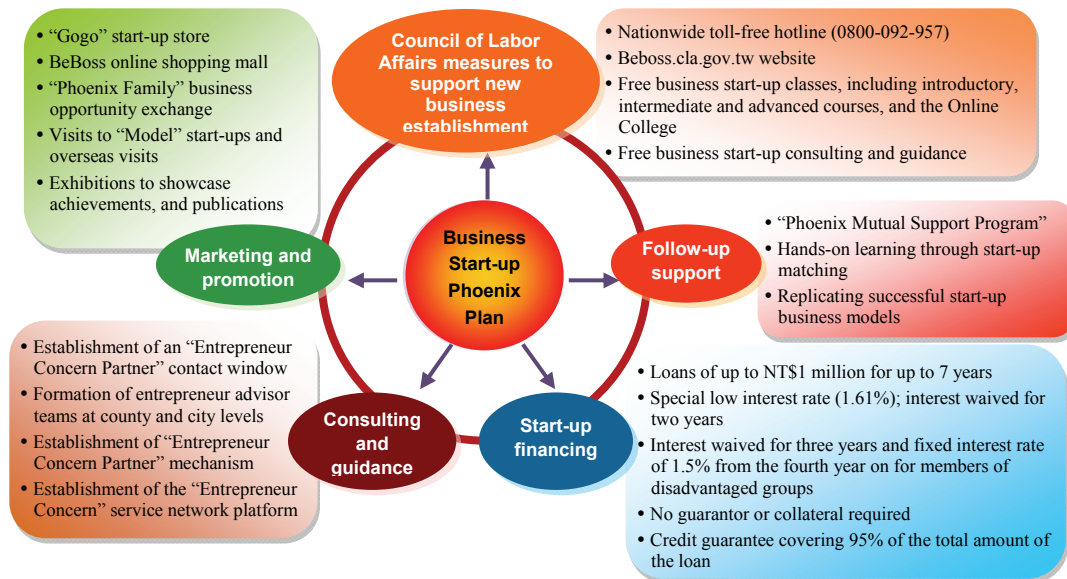 • “Gogo” start-up store
• BeBoss online shopping mall
• “Phoenix Family” business
opportunity exchange
• Visits to “Model” start-ups and
overseas visits
• Exhibitions to showcase
achievements, and publications
Council of Labor
Affairs measures to
support new
business
establishment
• Nationwide toll-free hotline (0800-092-957)
• Beboss.cla.gov.tw website
• Free business start-up classes, including introductory,
intermediate and advanced courses, and the Online
College
• Free business start-up consulting and guidance
Marketing and
promotion
Business
Start-up
Phoenix
Plan
Follow-up
support
• “Phoenix Mutual Support Program”
• Hands-on learning through start-up
matching
• Replicating successful start-up
business models
• Establishment of an “Entrepreneur
Concern Partner” contact window
• Formation of entrepreneur advisor
teams at county and city levels
• Establishment of “Entrepreneur
Concern Partner” mechanism
• Establishment of the “Entrepreneur
Concern” service network platform
Consulting
and
guidance
Start-up
financing
• Loans of up to NT$1 million for up to 7 years
• Special low interest rate (1.61%); interest waived for
two years
• Interest waived for three years and fixed interest rate
of 1.5% from the fourth year on for members of
disadvantaged groups
• No guarantor or collateral required
• Credit guarantee covering 95% of the total amount of
the loan